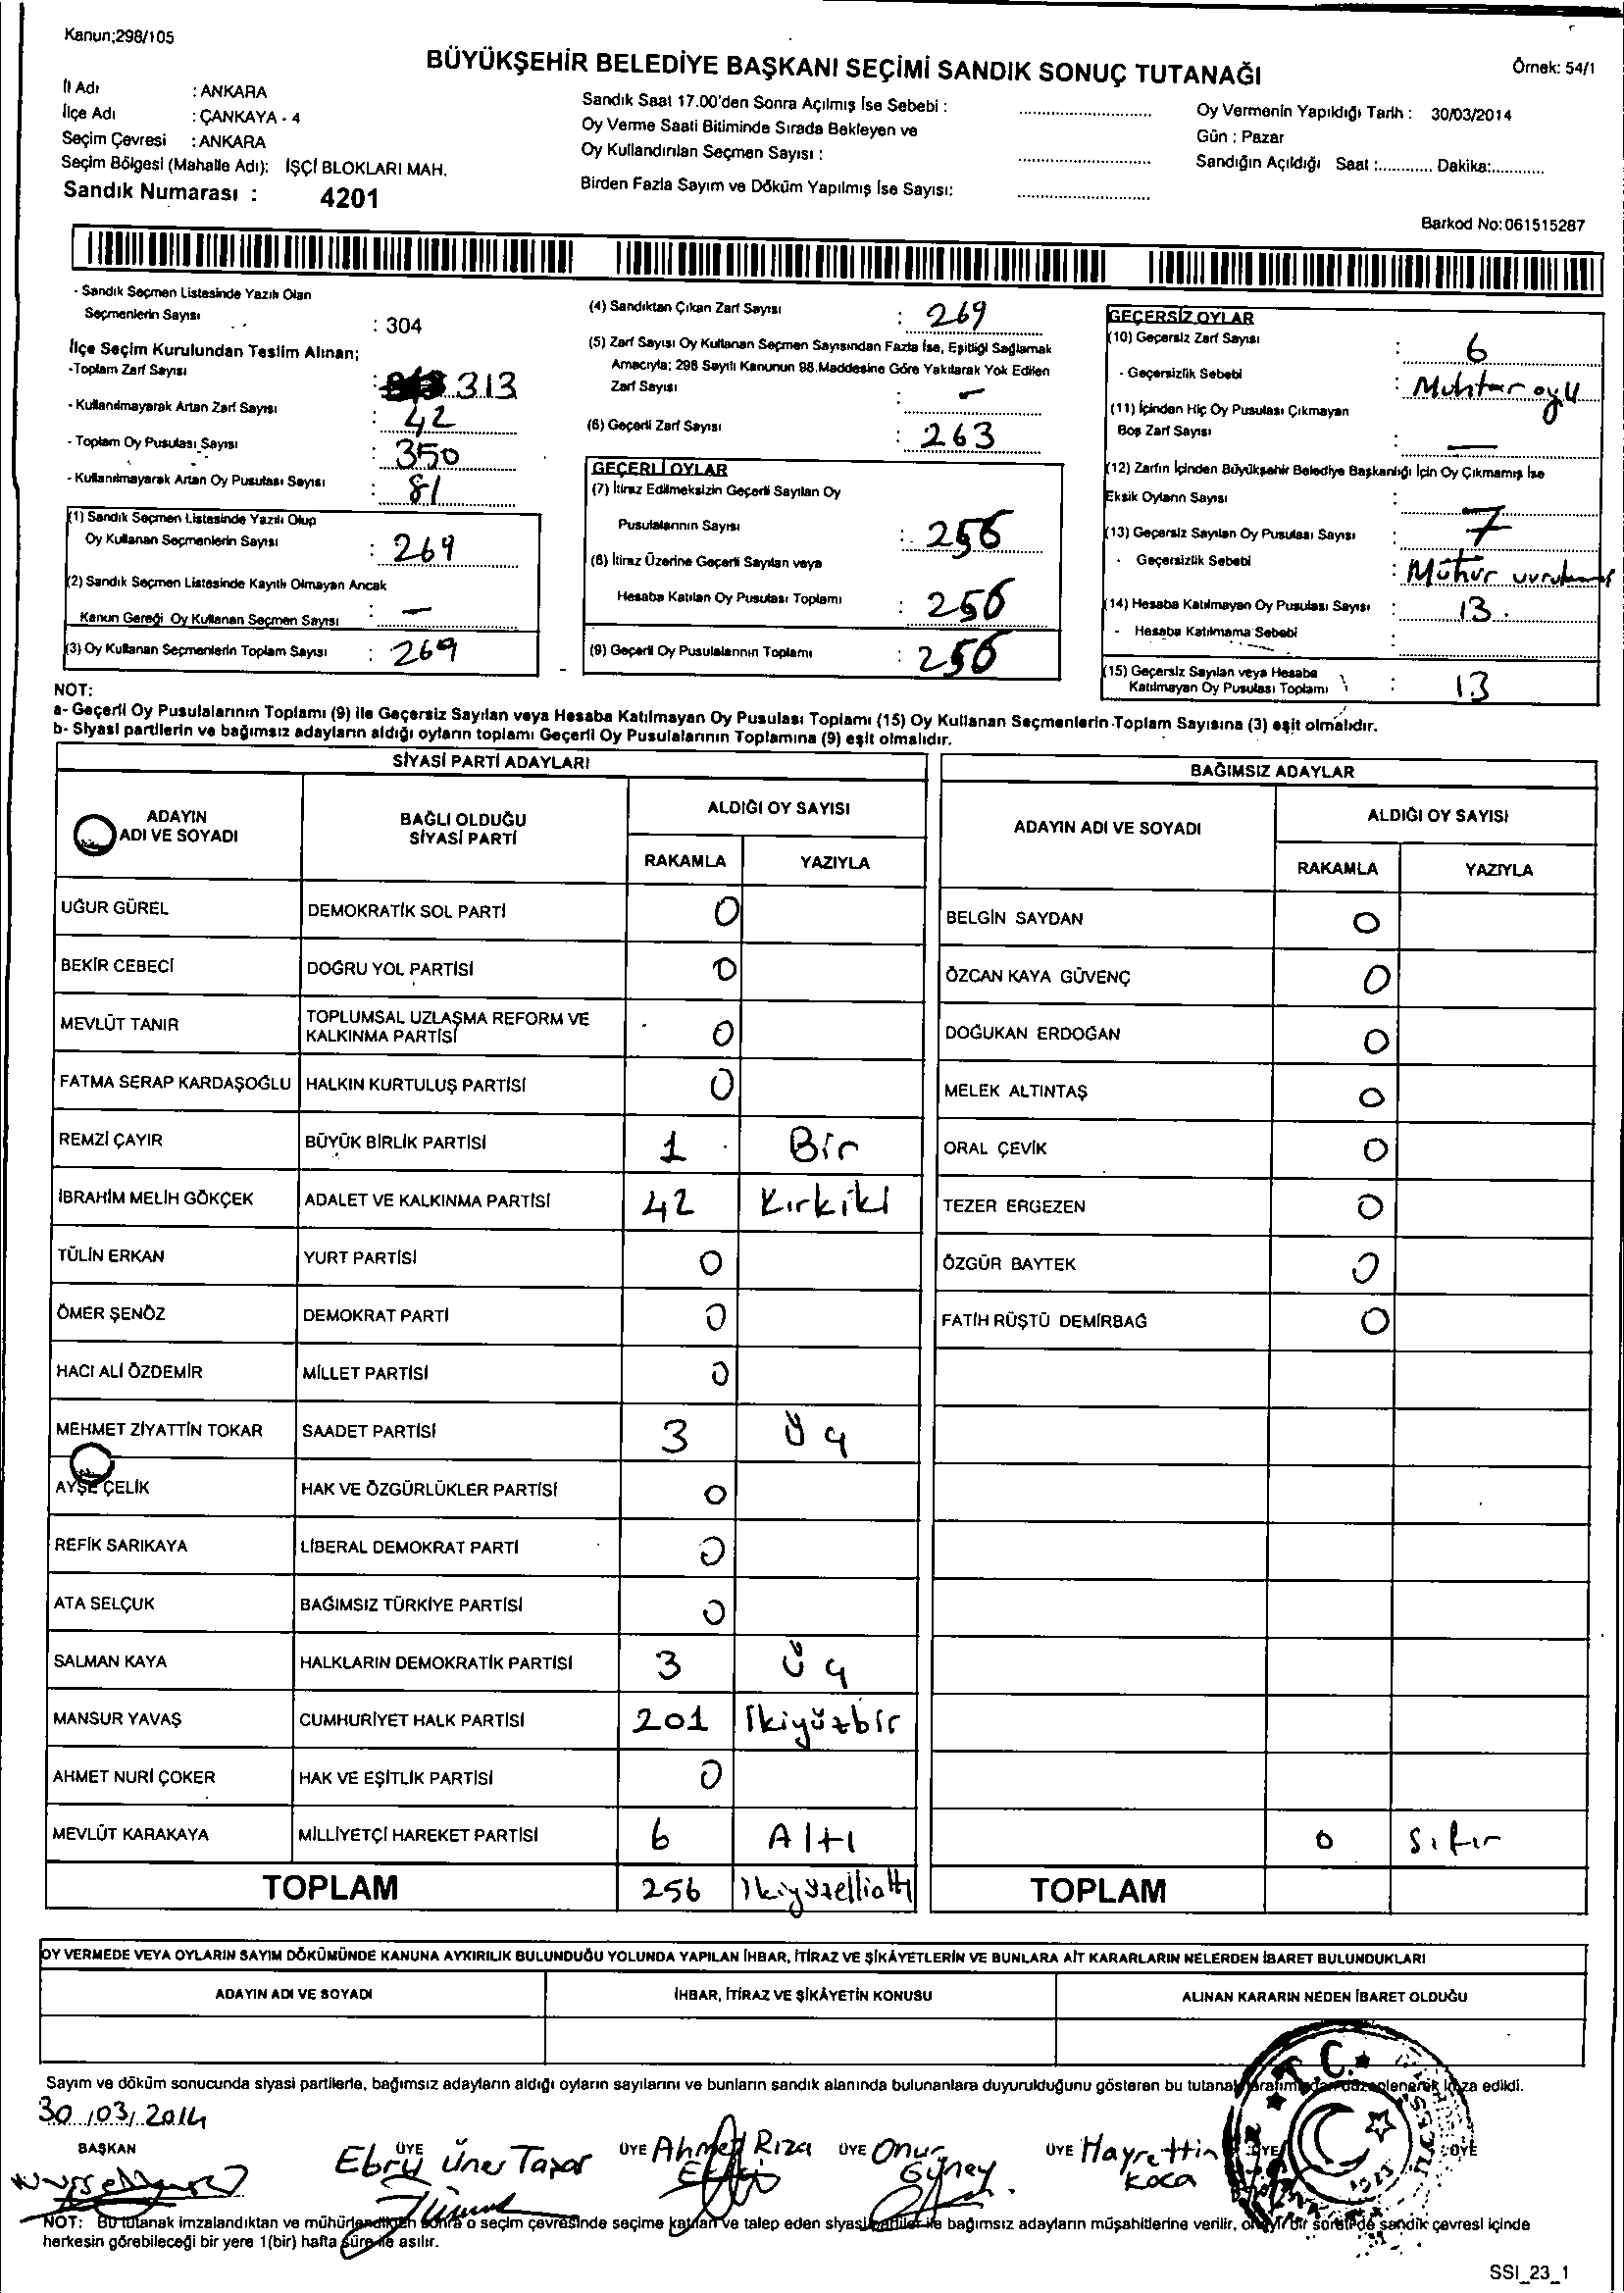 Kanun;298/105
BÜYÜKŞEHİR BELEDİYE BAŞKANI SEÇİMİ SANDIK SONUÇ TUTANAĞI
Örnek: 54/1
İl Adı : ANKARA
İlçe Adı : ÇANKAYA - 4
Seçim Çevresi : ANKARA
Seçim Bölgesi (Mahalle Adı): İŞÇİ BLOKLARI MAH.
Sandık Numarası : 4201
Sandık Saat 17.00'den Sonra Açılmış İse Sebebi :
Oy Verme Saati Bitiminde Sırada Bekleyen ve
Oy Kullandırılan Seçmen Sayısı :
Birden Fazla Sayım ve Döküm Yapılmış İse Sayısı:
Oy Vermenin Yapıldığı Tarih : 30/03/2014
Gün : Pazar
Sandığın Açıldığı Saat :............ Dakika:............
Barkod No:061515287
- Sandık Seçmen Listesinde Yazılı Olan
Seçmenlerin Sayısı : 304
İlçe Seçim Kurulundan Teslim Alınan;
-Toplam Zarf Sayısı : 313
- Kullanılmayarak Artan Zarf Sayısı : 42
- Toplam Oy Pusulası Sayısı : 350
- Kullanılmayarak Artan Oy Pusulası Sayısı : 81
(1) Sandık Seçmen Listesinde Yazılı Olup
Oy Kullanan Seçmenlerin Sayısı : 269
(2) Sandık Seçmen Listesinde Kayıtlı Olmayan Ancak
Kanun Gereği Oy Kullanan Seçmen Sayısı : -
(3) Oy Kullanan Seçmenlerin Toplam Sayısı : 269
(4) Sandıktan Çıkan Zarf Sayısı : 269
(5) Zarf Sayısı Oy Kullanan Seçmen Sayısından Fazla İse, Eşitliği Sağlamak
Amacıyla; 298 Sayılı Kanunun 98.Maddesine Göre Yakılarak Yok Edilen
Zarf Sayısı : -
(6) Geçerli Zarf Sayısı : 263
GEÇERLİ OYLAR
(7) İtiraz Edilmeksizin Geçerli Sayılan Oy
Pusulalarının Sayısı : 256
(8) İtiraz Üzerine Geçerli Sayılan veya
Hesaba Katılan Oy Pusulası Toplamı : 256
(9) Geçerli Oy Pusulalarının Toplamı : 256
GEÇERSİZ OYLAR
(10) Geçersiz Zarf Sayısı : 6
- Geçersizlik Sebebi : Muhtar oyu
(11) İçinden Hiç Oy Pusulası Çıkmayan
Boş Zarf Sayısı : -
(12) Zarfın İçinden Büyükşehir Belediye Başkanlığı İçin Oy Çıkmamış İse
Eksik Oyların Sayısı :
(13) Geçersiz Sayılan Oy Pusulası Sayısı : 7
- Geçersizlik Sebebi : Mühür
(14) Hesaba Katılmayan Oy Pusulası Sayısı : 13
- Hesaba Katılmama Sebebi :
(15) Geçersiz Sayılan veya Hesaba
Katılmayan Oy Pusulası Toplamı : 13
NOT:
a- Geçerli Oy Pusulalarının Toplamı (9) ile Geçersiz Sayılan veya Hesaba Katılmayan Oy Pusulası Toplamı (15) Oy Kullanan Seçmenlerin Toplam Sayısına (3) eşit olmalıdır.
b- Siyasi partilerin ve bağımsız adayların aldığı oyların toplamı Geçerli Oy Pusulalarının Toplamına (9) eşit olmalıdır.
SİYASİ PARTİ ADAYLARI
ADAYIN ADI VE SOYADI BAĞLI OLDUĞU SİYASİ PARTİ ALDIĞI OY SAYISI
RAKAMLA YAZIYLA
UĞUR GÜREL DEMOKRATİK SOL PARTİ 0
BEKİR CEBECİ DOĞRU YOL PARTİSİ 0
MEVLÜT TANIR TOPLUMSAL UZLAŞMA REFORM VE KALKINMA PARTİSİ 0
FATMA SERAP KARDAŞOĞLU HALKIN KURTULUŞ PARTİSİ 0
REMZİ ÇAYIR BÜYÜK BİRLİK PARTİSİ 1 Bir
İBRAHİM MELİH GÖKÇEK ADALET VE KALKINMA PARTİSİ 42 Kırkiki
TÜLİN ERKAN YURT PARTİSİ 0
ÖMER ŞENÖZ DEMOKRAT PARTİ 0
HACI ALİ ÖZDEMİR MİLLET PARTİSİ 0
MEHMET ZİYATTİN TOKAR SAADET PARTİSİ 3 Üç
AYŞE ÇELİK HAK VE ÖZGÜRLÜKLER PARTİSİ 0
REFİK SARIKAYA LİBERAL DEMOKRAT PARTİ 0
ATA SELÇUK BAĞIMSIZ TÜRKİYE PARTİSİ 0
SALMAN KAYA HALKLARIN DEMOKRATİK PARTİSİ 3 Üç
MANSUR YAVAŞ CUMHURİYET HALK PARTİSİ 201 İkiyüzbir
AHMET NURİ ÇOKER HAK VE EŞİTLİK PARTİSİ 0
MEVLÜT KARAKAYA MİLLİYETÇİ HAREKET PARTİSİ 6 Altı
TOPLAM 256 İkiyüzelliattı
BAĞIMSIZ ADAYLAR
ADAYIN ADI VE SOYADI ALDIĞI OY SAYISI
RAKAMLA YAZIYLA
BELGİN SAYDAN 0
ÖZCAN KAYA GÜVENÇ 0
DOĞUKAN ERDOĞAN 0
MELEK ALTINTAŞ 0
ORAL ÇEVİK 0
TEZER ERGEZEN 0
ÖZGÜR BAYTEK 0
FATİH RÜŞTÜ DEMİRBAĞ 0
0 Sıfır
TOPLAM
OY VERMEDE VEYA OYLARIN SAYIM DÖKÜMÜNDE KANUNA AYKIRILIK BULUNDUĞU YOLUNDA YAPILAN İHBAR, İTİRAZ VE ŞİKÂYETLERİN VE BUNLARA AİT KARARLARIN NELERDEN İBARET BULUNDUKLARI
ADAYIN ADI VE SOYADI İHBAR, İTİRAZ VE ŞİKÂYETİN KONUSU ALINAN KARARIN NEDEN İBARET OLDUĞU
Sayım ve döküm sonucunda siyasi partilerle, bağımsız adayların aldığı oyların sayılarını ve bunların sandık alanında bulunanlara duyurulduğunu gösteren bu tutanak tarafımızdan düzenlenerek imza edildi.
30/03/2014
BAŞKAN ÜYE Ebru Üner Tapar ÜYE Ahmet Rıza ÜYE Onur Güney ÜYE Hayrettin Koca ÜYE ÜYE
T.C.
NOT: Bu tutanak imzalandıktan ve mühürlendikten sonra o seçim çevresinde seçime katılan ve talep eden siyasi partiler ile bağımsız adayların müşahitlerine verilir, onaylı bir sureti de sandık çevresi içinde
herkesin görebileceği bir yere 1(bir) hafta süre ile asılır.
SSI_23_1